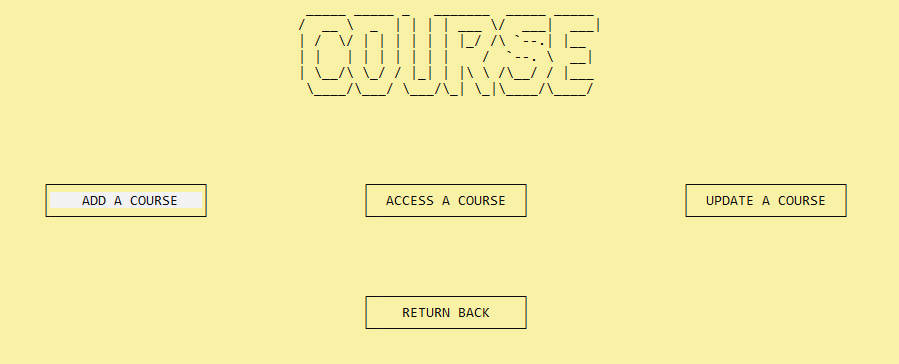 COURSE
ADD A COURSE
ACCESS A COURSE
UPDATE A COURSE
RETURN BACK